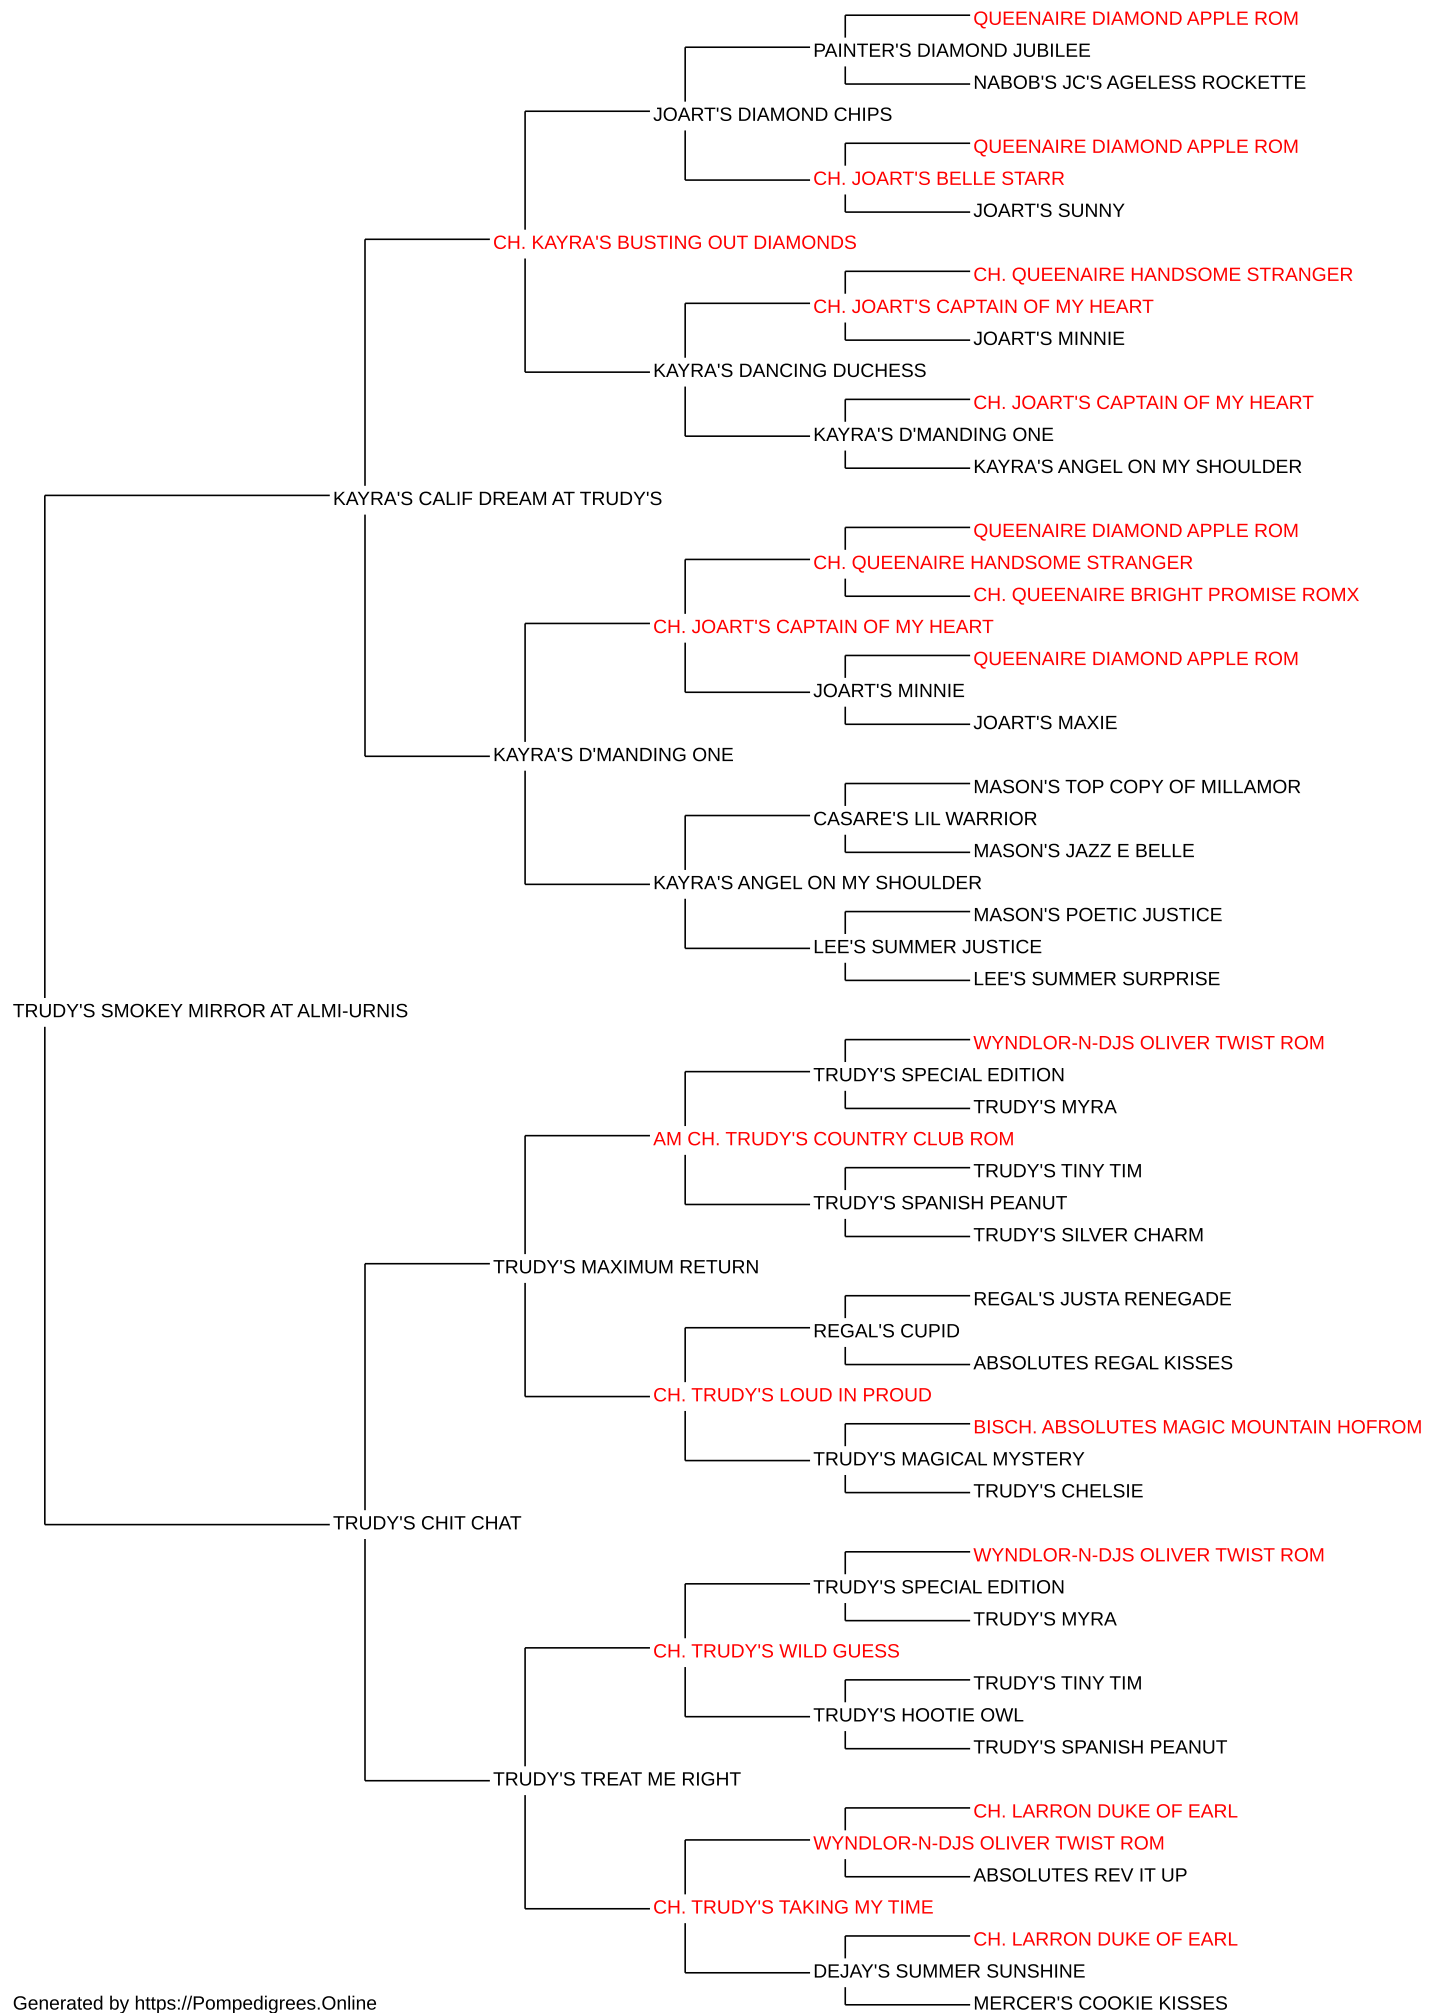 QUEENAIRE DIAMOND APPLE ROM
PAINTER'S DIAMOND JUBILEE
NABOB'S JC'S AGELESS ROCKETTE
JOART'S DIAMOND CHIPS
QUEENAIRE DIAMOND APPLE ROM
CH. JOART'S BELLE STARR
JOART'S SUNNY
CH. KAYRA'S BUSTING OUT DIAMONDS
CH. QUEENAIRE HANDSOME STRANGER
CH. JOART'S CAPTAIN OF MY HEART
JOART'S MINNIE
KAYRA'S DANCING DUCHESS
CH. JOART'S CAPTAIN OF MY HEART
KAYRA'S D'MANDING ONE
KAYRA'S ANGEL ON MY SHOULDER
KAYRA'S CALIF DREAM AT TRUDY'S
QUEENAIRE DIAMOND APPLE ROM
CH. QUEENAIRE HANDSOME STRANGER
CH. QUEENAIRE BRIGHT PROMISE ROMX
CH. JOART'S CAPTAIN OF MY HEART
QUEENAIRE DIAMOND APPLE ROM
JOART'S MINNIE
JOART'S MAXIE
KAYRA'S D'MANDING ONE
MASON'S TOP COPY OF MILLAMOR
CASARE'S LIL WARRIOR
MASON'S JAZZ E BELLE
KAYRA'S ANGEL ON MY SHOULDER
MASON'S POETIC JUSTICE
LEE'S SUMMER JUSTICE
LEE'S SUMMER SURPRISE
TRUDY'S SMOKEY MIRROR AT ALMI-URNIS
WYNDLOR-N-DJS OLIVER TWIST ROM
TRUDY'S SPECIAL EDITION
TRUDY'S MYRA
AM CH. TRUDY'S COUNTRY CLUB ROM
TRUDY'S TINY TIM
TRUDY'S SPANISH PEANUT
TRUDY'S SILVER CHARM
TRUDY'S MAXIMUM RETURN
REGAL'S JUSTA RENEGADE
REGAL'S CUPID
ABSOLUTES REGAL KISSES
CH. TRUDY'S LOUD IN PROUD
BISCH. ABSOLUTES MAGIC MOUNTAIN HOFROM
TRUDY'S MAGICAL MYSTERY
TRUDY'S CHELSIE
TRUDY'S CHIT CHAT
WYNDLOR-N-DJS OLIVER TWIST ROM
TRUDY'S SPECIAL EDITION
TRUDY'S MYRA
CH. TRUDY'S WILD GUESS
TRUDY'S TINY TIM
TRUDY'S HOOTIE OWL
TRUDY'S SPANISH PEANUT
TRUDY'S TREAT ME RIGHT
CH. LARRON DUKE OF EARL
WYNDLOR-N-DJS OLIVER TWIST ROM
ABSOLUTES REV IT UP
CH. TRUDY'S TAKING MY TIME
CH. LARRON DUKE OF EARL
DEJAY'S SUMMER SUNSHINE
MERCER'S COOKIE KISSES
Generated by https://Pompedigrees.Online